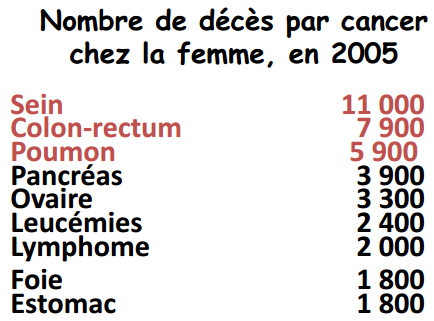 Nombre de décès par cancer
chez la femme, en 2005
Sein 11 000
Colon-rectum 7 900
Poumon 5 900
Pancréas 3 900
Ovaire 3 300
Leucémies 2 400
Lymphome 2 000
Foie 1 800
Estomac 1 800